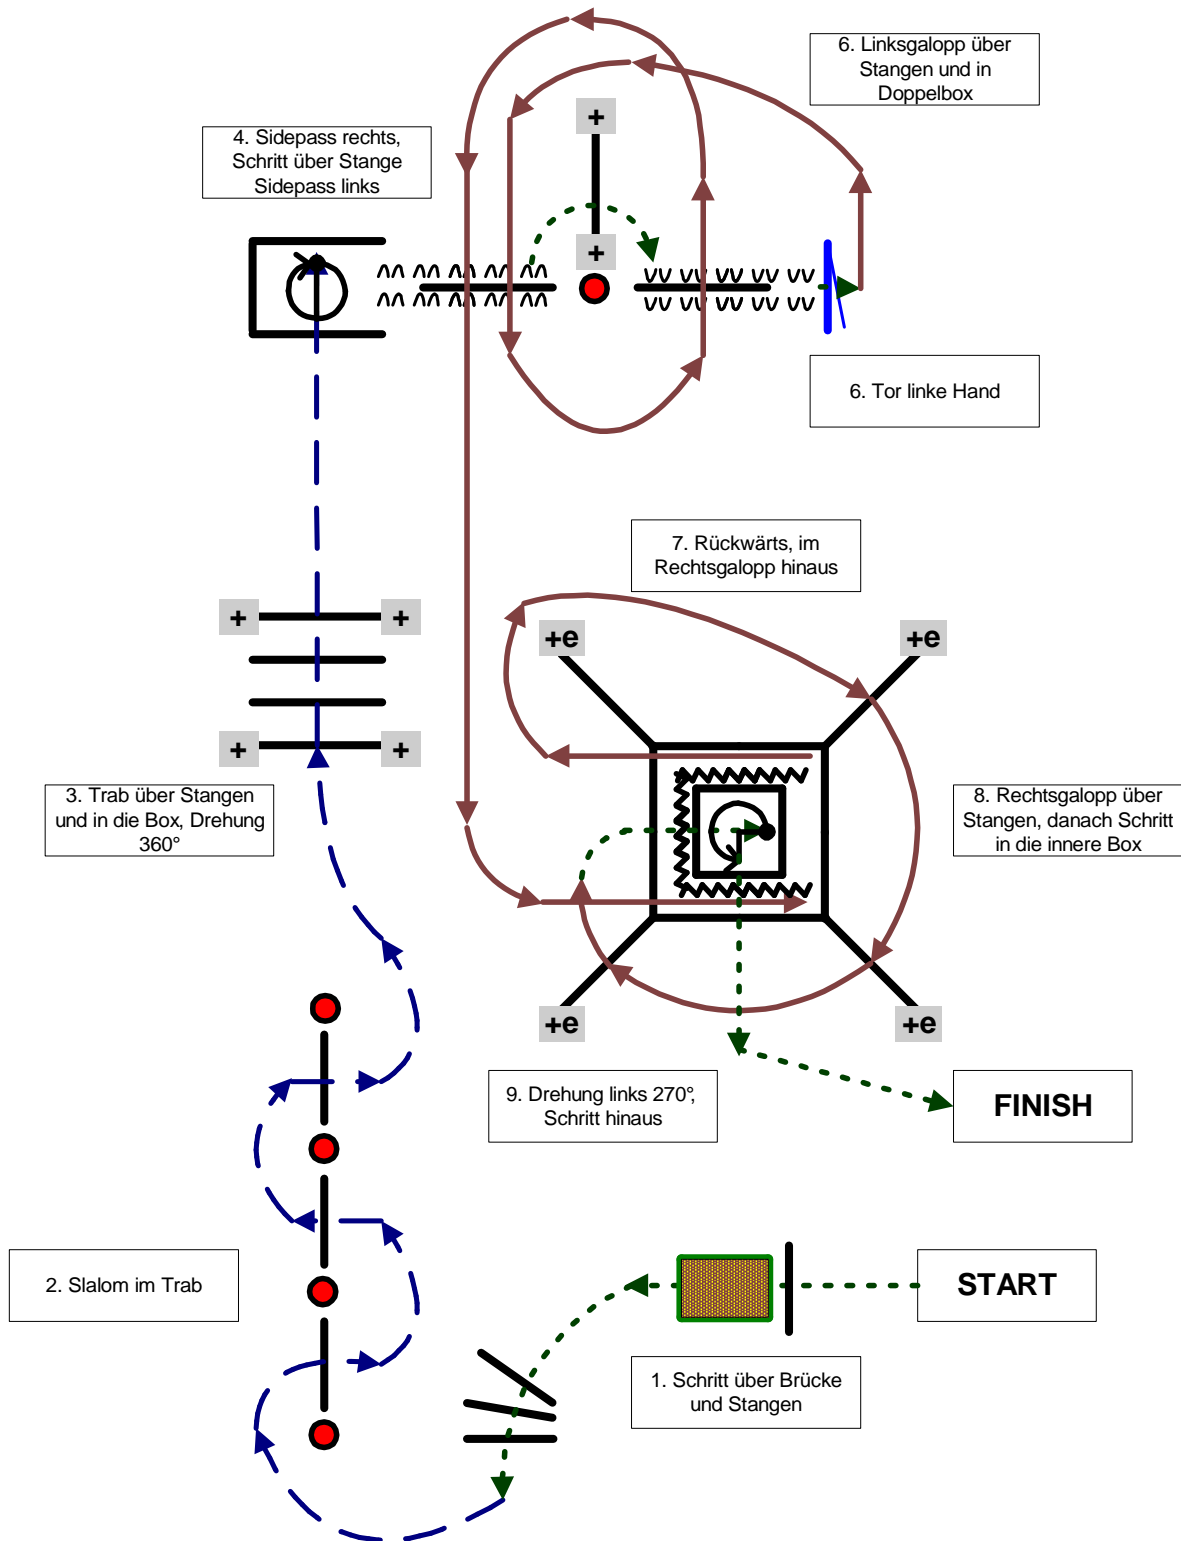 6. Linksgalopp über
Stangen und in
Doppelbox
+
4. Sidepass rechts,
Schritt über Stange
Sidepass links
+
6. Tor linke Hand
7. Rückwärts, im
Rechtsgalopp hinaus
+ +
+e +e
+ +
3. Trab über Stangen
und in die Box, Drehung
360°
8. Rechtsgalopp über
Stangen, danach Schritt
in die innere Box
+e +e
9. Drehung links 270°,
Schritt hinaus
FINISH
2. Slalom im Trab
START
1. Schritt über Brücke
und Stangen